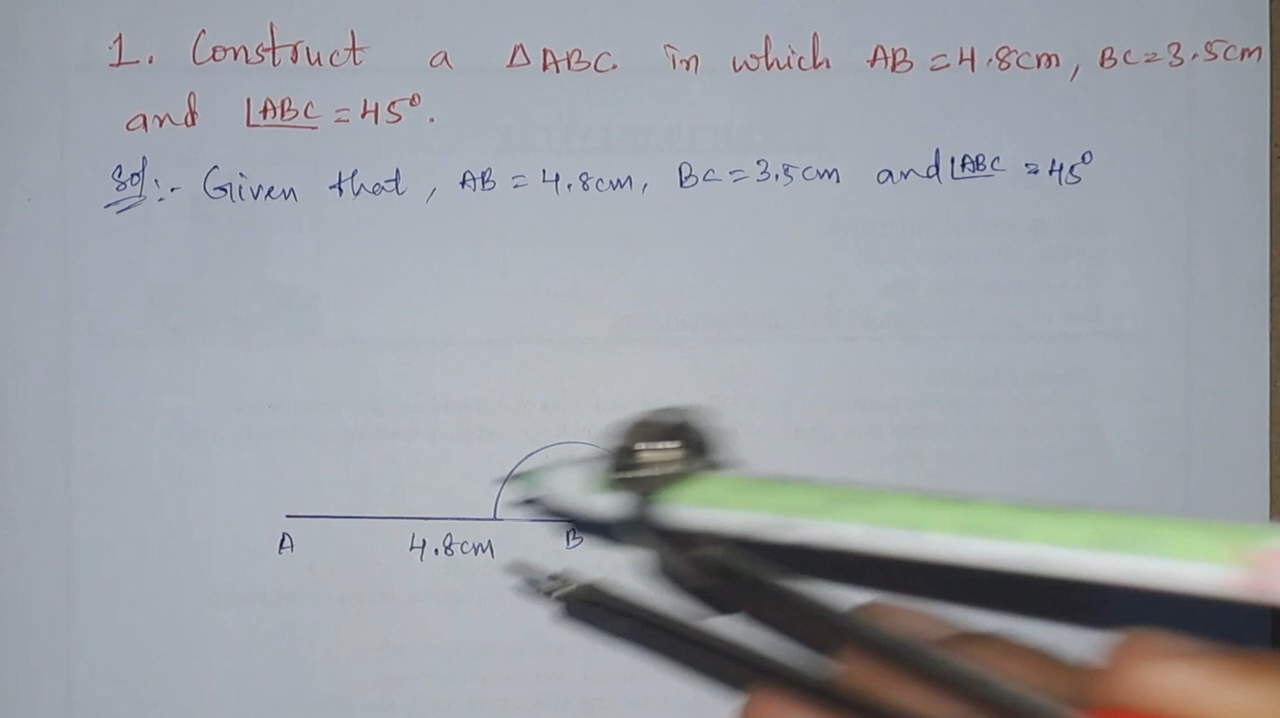 1. Construct a △ABC in which AB=4.8cm, BC=3.5cm
and ∠ABC=45°.
Sol:- Given that, AB=4.8cm, BC=3.5cm and ∠ABC=45°
A 4.8cm B